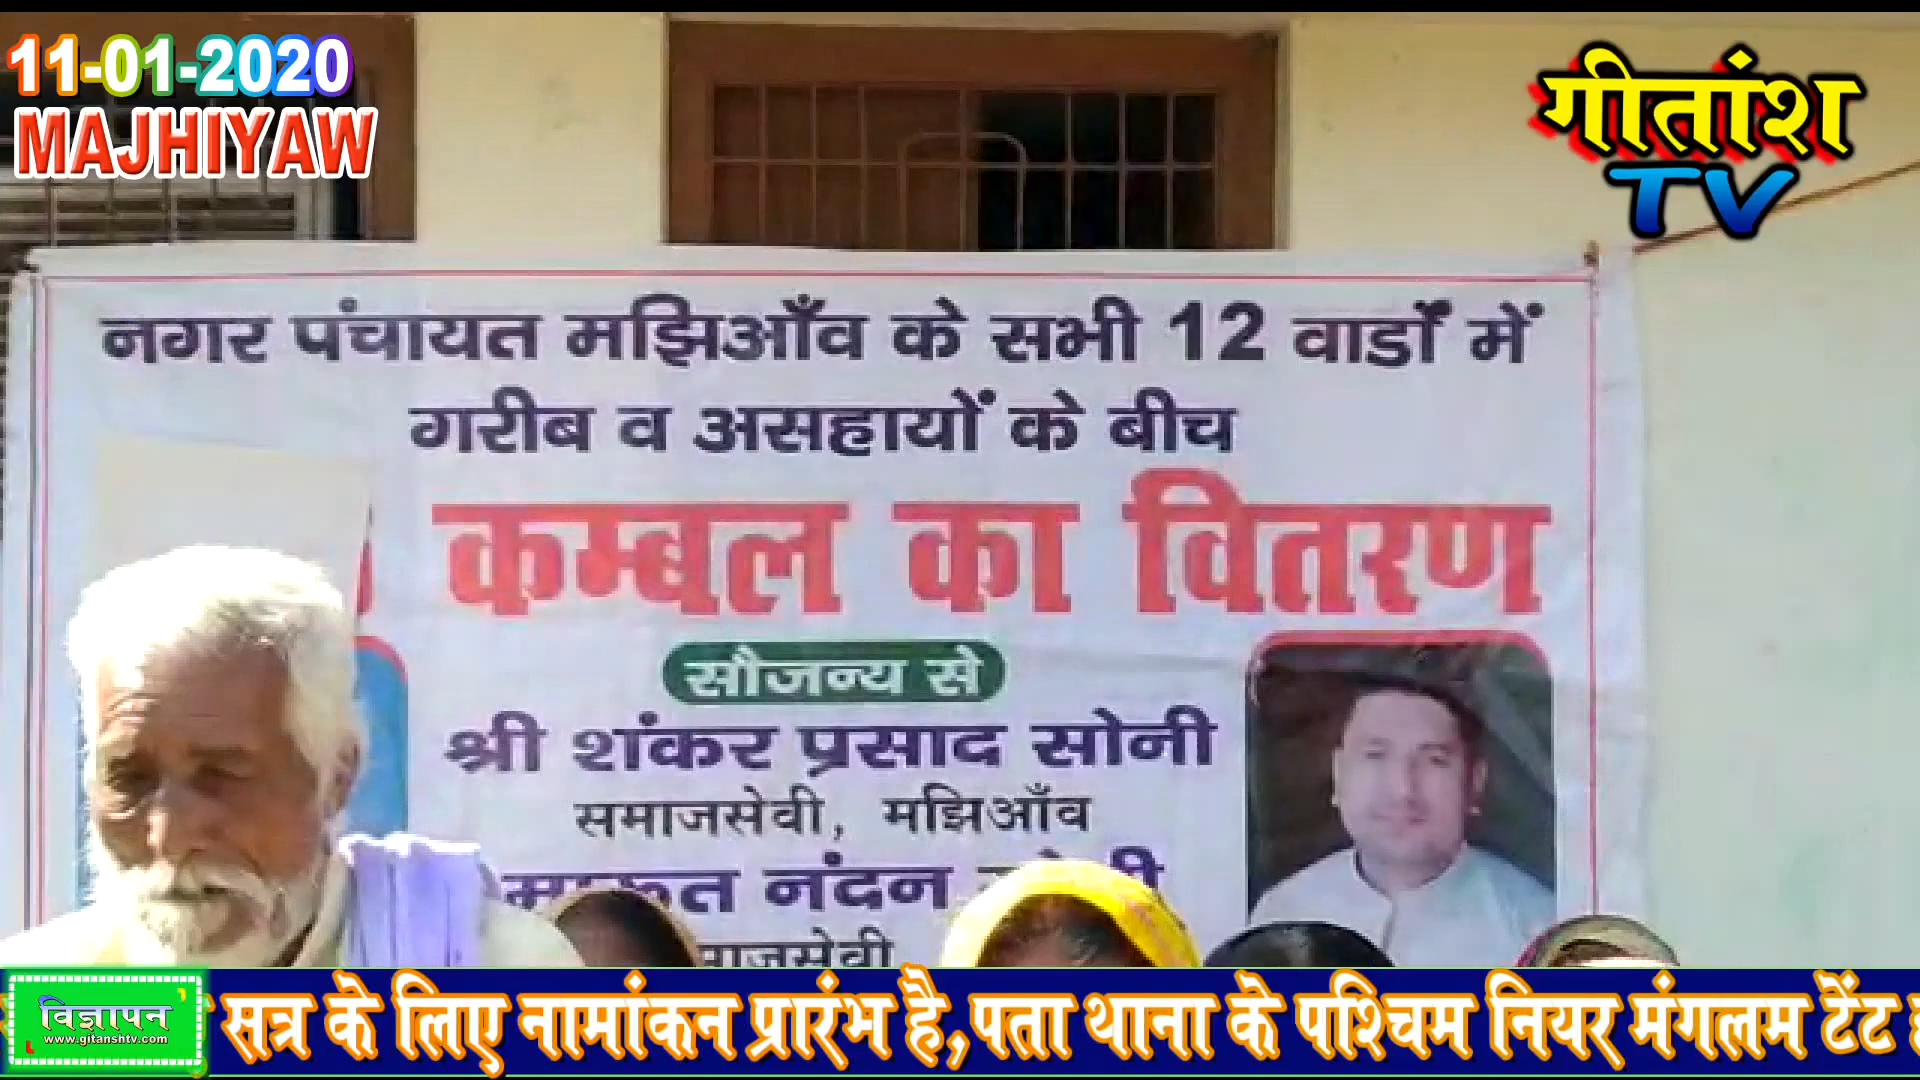 11-01-2020
MAJHIYAW
गीतांश
TV
नगर पंचायत मझिआँव के सभी 12 वार्डों में
गरीब व असहायों के बीच
कम्बल का वितरण
सौजन्य से
श्री शंकर प्रसाद सोनी
समाजसेवी, मझिआँव
नंदन
विज्ञापन
www.gitanshtv.com
सत्र के लिए नामांकन प्रारंभ है,पता थाना के पश्चिम नियर मंगलम टेंट